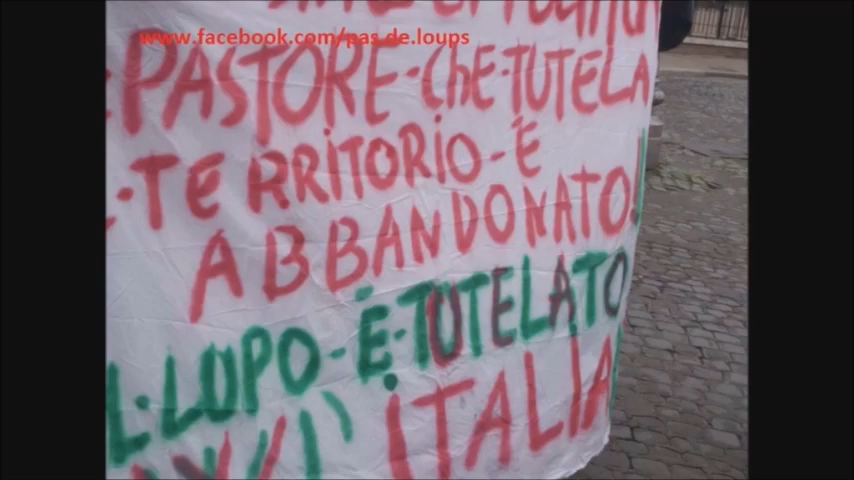 www.facebook.com/pas.de.loups
PASTORE-CHE-TUTELA
TERRITORIO-È
ABBANDONATO!
L·LUPO-È-TUTELATO
ITALIA